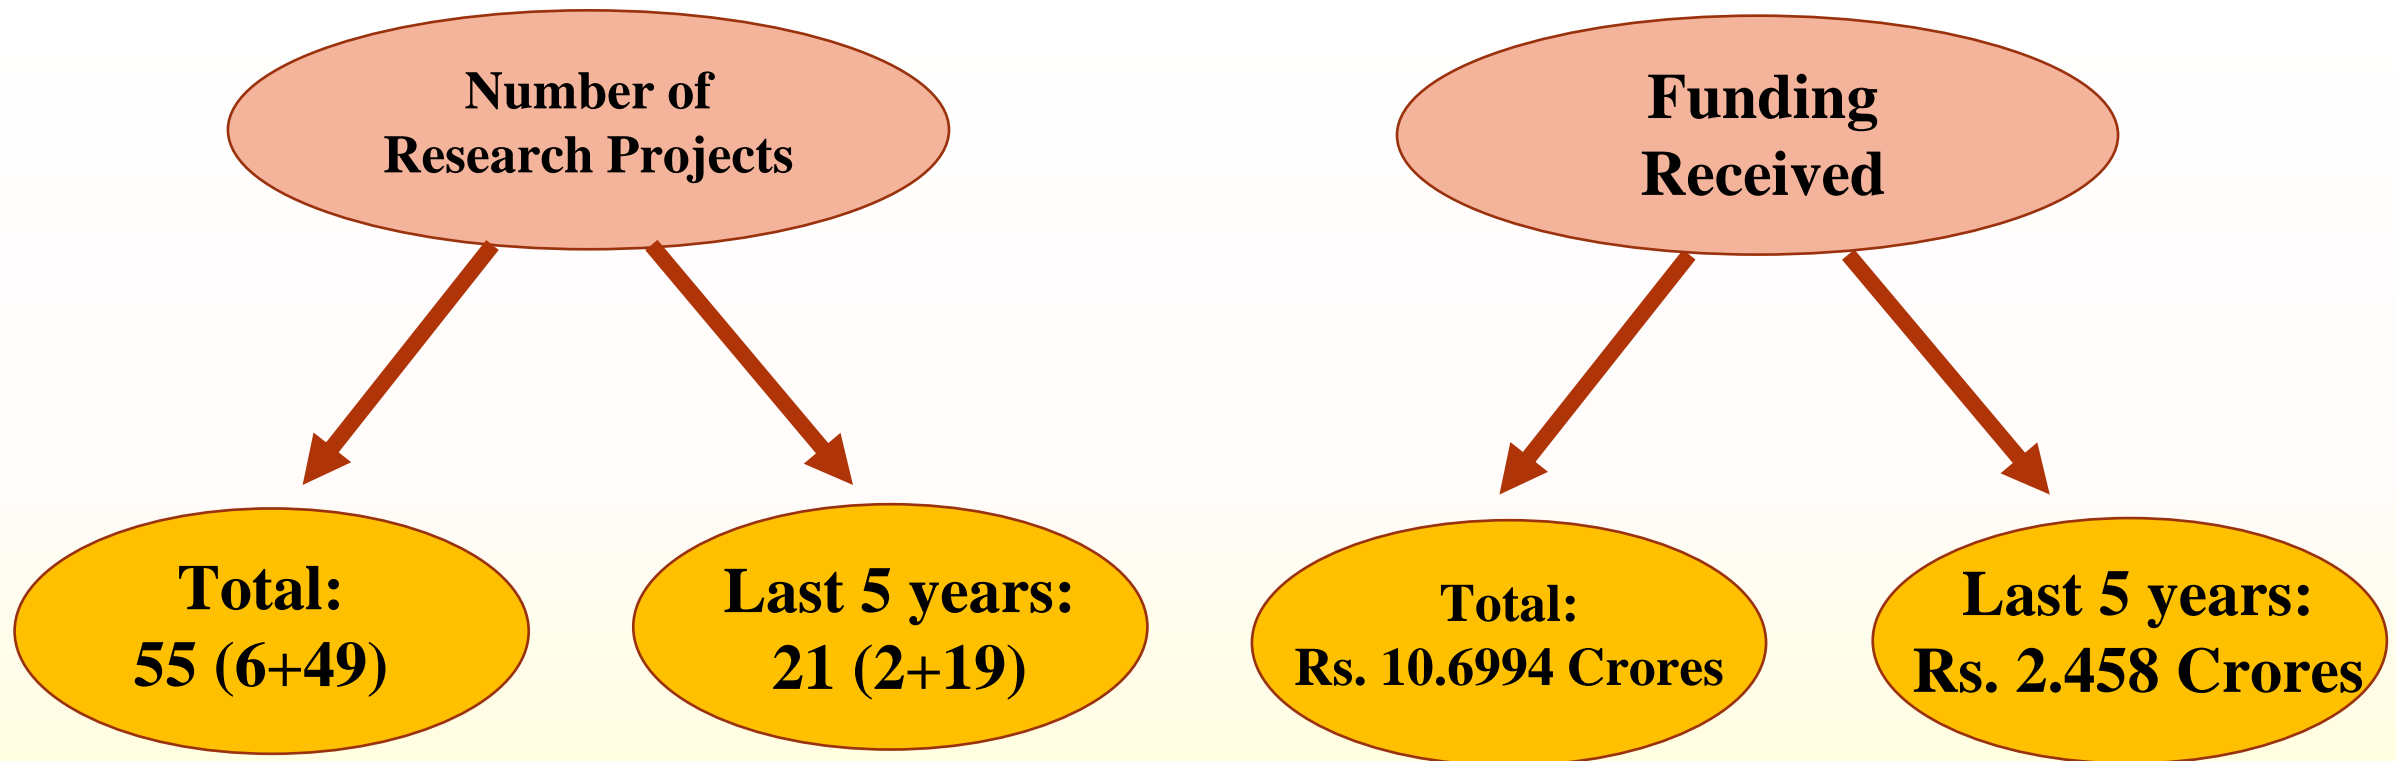 Number of
Research Projects
Funding
Received
Total:
55 (6+49)
Last 5 years:
21 (2+19)
Total:
Rs. 10.6994 Crores
Last 5 years:
Rs. 2.458 Crores